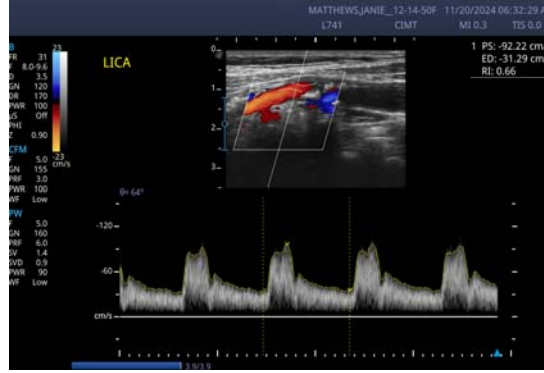 MATTHEWS,JANIE__12-14-50F 11/20/2024 06:32:29 A
L741 CIMT MI 0.3 TIS 0.0
1 PS: -92.22 cm/
ED: -31.29 cm/
RI: 0.66
LICA
B
FR 31
F 8.0-9.6
D 3.5
GN 120
DR 170
PWR 100
µS Off
PHI
Z 0.90
23
-23
cm/s
CFM
F 5.0
GN 155
PRF 3.0
PWR 100
WF Low
PW
F 5.0
GN 160
PRF 6.0
SV 1.4
SVD 0.9
PWR 90
WF Low
0
1
2
3
θ= 64°
-120
-60
cm/s
3.9/3.9